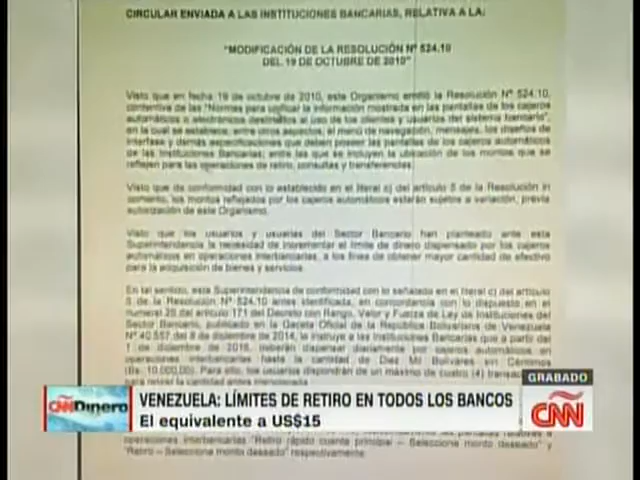 CIRCULAR ENVIADA A LAS INSTITUCIONES BANCARIAS, RELATIVA A LA:
"MODIFICACIÓN DE LA RESOLUCIÓN Nº 524.10
DEL 19 DE OCTUBRE DE 2010"
Visto que en fecha 19 de octubre de 2010, este Organismo emitió la Resolución Nº 524.10,
contentiva de las "Normas para unificar la información mostrada en las pantallas de los cajeros
automáticos o electrónicos destinados al uso de los clientes y usuarios del sistema bancario",
en la cual se establece, entre otros aspectos, el menú de navegación, mensajes, los diseños de
interfase y demás especificaciones que deben poseer las pantallas de los cajeros automáticos
de las Instituciones Bancarias; entre las que se incluyen la ubicación de los montos que se
reflejen para las operaciones de retiro, consultas y transferencias.
Visto que de conformidad con lo establecido en el literal c) del artículo 5 de la Resolución in
comento, los montos reflejados por los cajeros automáticos estarán sujetos a variación, previa
autorización de este Organismo.
Visto que los usuarios y usuarias del Sector Bancario han planteado ante esta
Superintendencia la necesidad de incrementar el límite de dinero dispensado por los cajeros
automáticos en operaciones interbancarias, a los fines de obtener mayor cantidad de efectivo
para la adquisición de bienes y servicios.
En tal sentido, esta Superintendencia de conformidad con lo señalado en el literal c) del artículo
5 de la Resolución Nº 524.10 antes identificada, en concordancia con lo dispuesto en el
numeral 25 del artículo 171 del Decreto con Rango, Valor y Fuerza de Ley de Instituciones del
Sector Bancario, publicado en la Gaceta Oficial de la República Bolivariana de Venezuela
Nº 40.557 del 8 de diciembre de 2014, le instruye a las Instituciones Bancarias que a partir del
1 de diciembre de 2016, deberán dispensar diariamente por cajeros automáticos, en
operaciones interbancarias hasta la cantidad de Diez Mil Bolívares sin Céntimos
(Bs. 10.000,00). Para ello, los usuarios dispondrán de un máximo de cuatro (4)
para retirar la cantidad antes mencionada.
GRABADO
CNN Dinero
VENEZUELA: LÍMITES DE RETIRO EN TODOS LOS BANCOS
El equivalente a US$15
CNN
operaciones interbancarias "Retiro rápido cuenta principal – Seleccione monto deseado" y
"Retiro – Seleccione monto deseado" respectivamente.